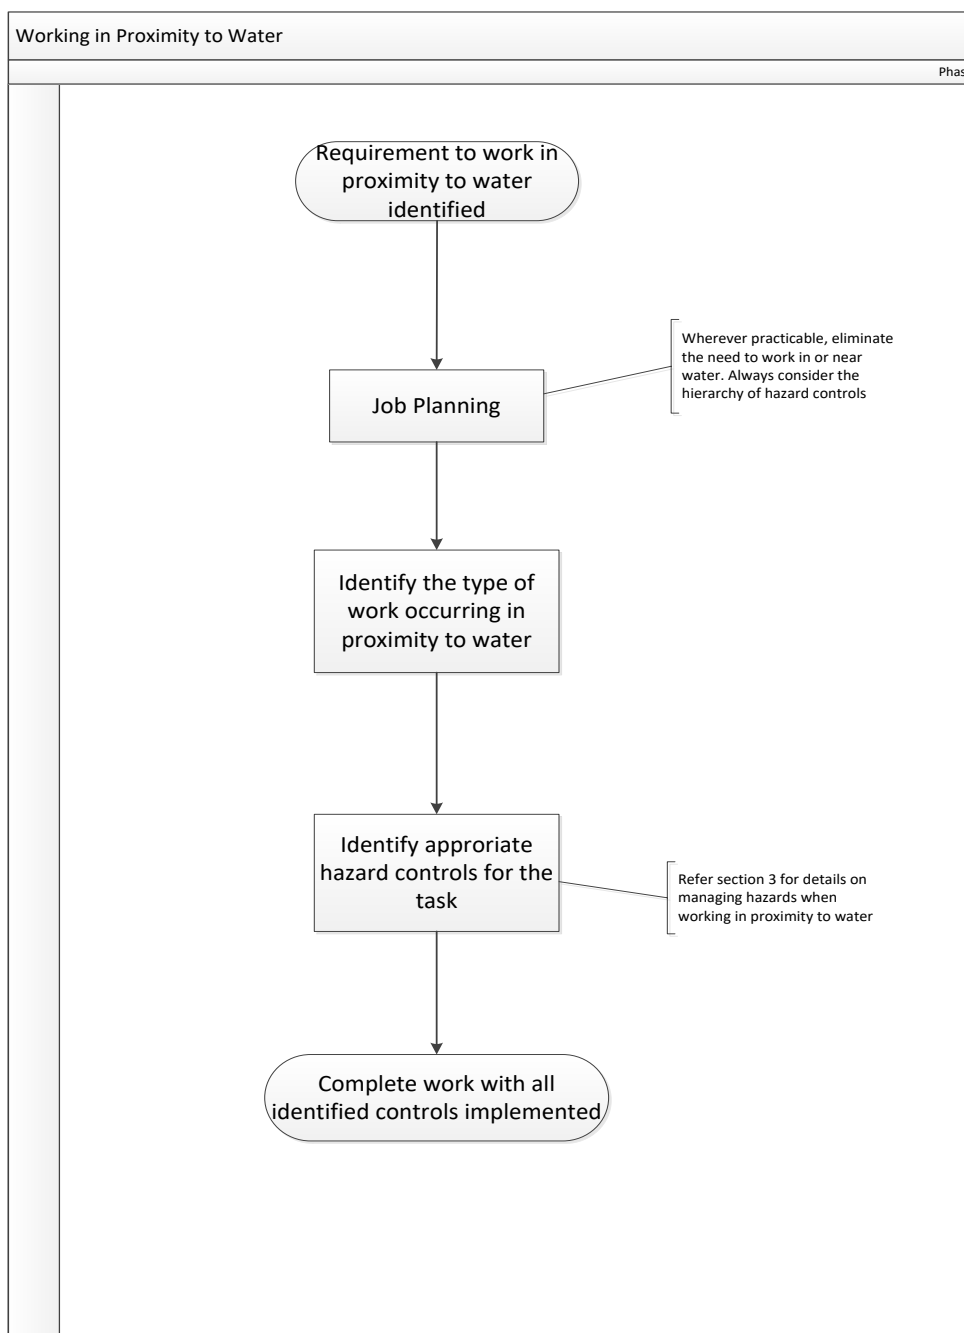 Working in Proximity to Water
Phas
Requirement to work in
proximity to water
identified
Wherever practicable, eliminate
the need to work in or near
water. Always consider the
hierarchy of hazard controls
Job Planning
Identify the type of
work occurring in
proximity to water
Identify approriate
hazard controls for the
task
Refer section 3 for details on
managing hazards when
working in proximity to water
Complete work with all
identified controls implemented